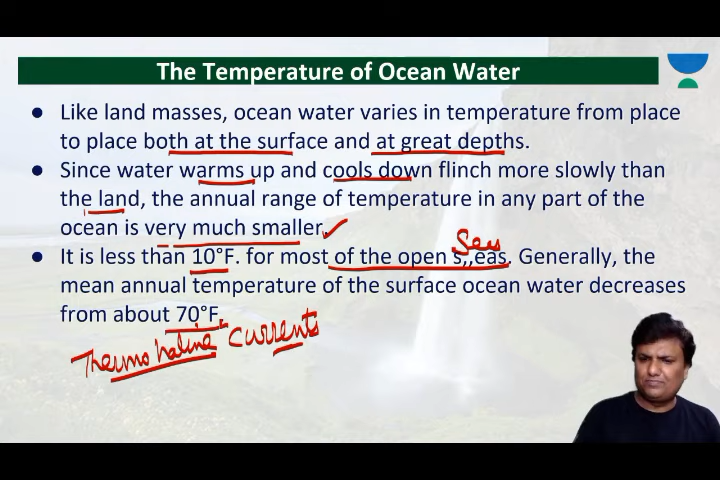 The Temperature of Ocean Water
● Like land masses, ocean water varies in temperature from place
to place both at the surface and at great depths.
● Since water warms up and cools down flinch more slowly than
the land, the annual range of temperature in any part of the
ocean is very much smaller.
Seas
● It is less than 10°F. for most of the open s,,eas. Generally, the
mean annual temperature of the surface ocean water decreases
from about 70°F.
Thermohaline currents